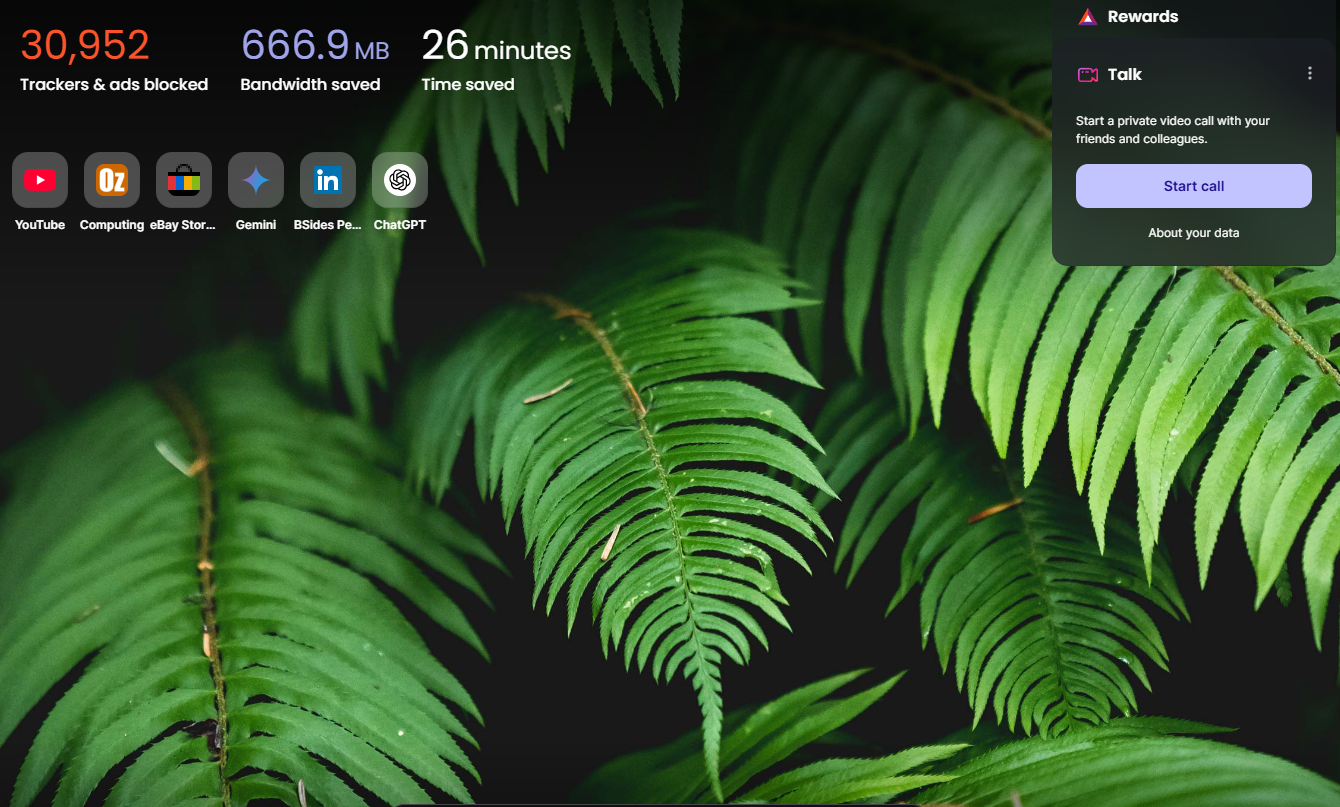 30,952
Trackers & ads blocked
666.9 MB
Bandwidth saved
26 minutes
Time saved
Oz
in
YouTube
Computing
eBay Stor...
Gemini
BSides Pe...
ChatGPT
Rewards
Talk
Start a private video call with your
friends and colleagues.
Start call
About your data